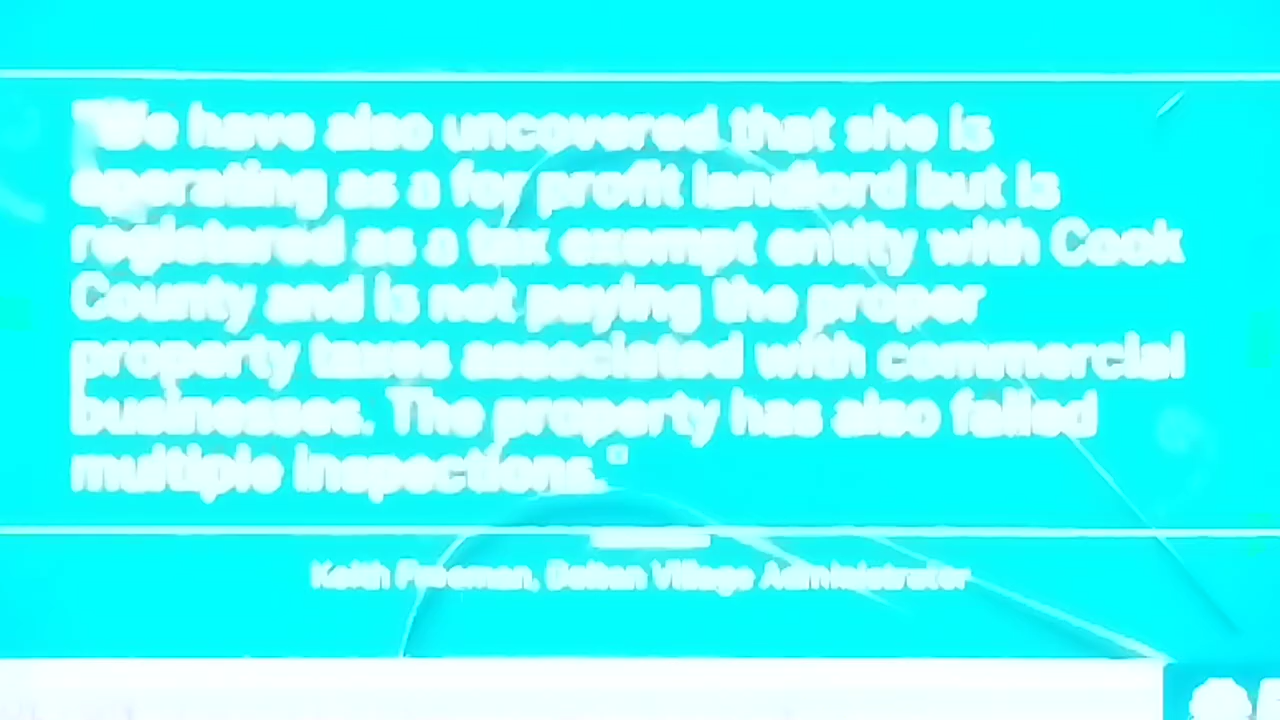 "We have also uncovered that she is
operating as a for profit landlord but is
registered as a tax exempt entity with Cook
County and is not paying the proper
property taxes associated with commercial
businesses. The property has also failed
multiple inspections."
Keith Freeman, Dolton Village Administrator